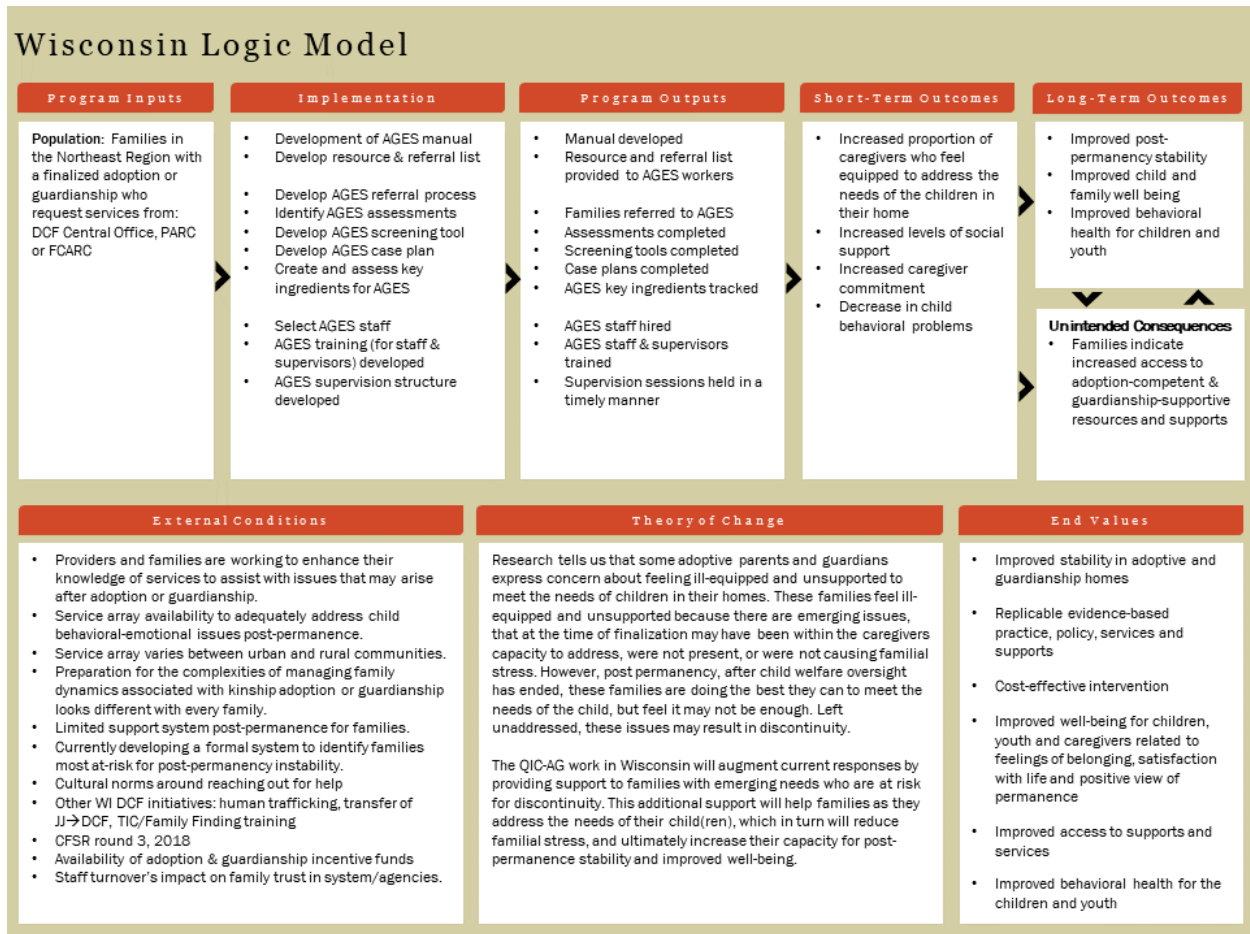 Wisconsin Logic Model
Program Inputs
Population: Families in
the Northeast Region with
a finalized adoption or
guardianship who
request services from:
DCF Central Office, PARC
or FCARC
Implementation
• Development of AGES manual
• Develop resource & referral list
• Develop AGES referral process
• Identify AGES assessments
• Develop AGES screening tool
• Develop AGES case plan
• Create and assess key
ingredients for AGES
• Select AGES staff
• AGES training (for staff &
supervisors) developed
• AGES supervision structure
developed
Program Outputs
• Manual developed
• Resource and referral list
provided to AGES workers
• Families referred to AGES
• Assessments completed
• Screening tools completed
• Case plans completed
• AGES key ingredients tracked
• AGES staff hired
• AGES staff & supervisors
trained
• Supervision sessions held in a
timely manner
Short-Term Outcomes
• Increased proportion of
caregivers who feel
equipped to address the
needs of the children in
their home
• Increased levels of social
support
• Increased caregiver
commitment
• Decrease in child
behavioral problems
Long-Term Outcomes
• Improved post-
permanency stability
• Improved child and
family well being
• Improved behavioral
health for children and
youth
Unintended Consequences
• Families indicate
increased access to
adoption-competent &
guardianship-supportive
resources and supports
External Conditions
• Providers and families are working to enhance their
knowledge of services to assist with issues that may arise
after adoption or guardianship.
• Service array availability to adequately address child
behavioral-emotional issues post-permanence.
• Service array varies between urban and rural communities.
• Preparation for the complexities of managing family
dynamics associated with kinship adoption or guardianship
looks different with every family.
• Limited support system post-permanence for families.
• Currently developing a formal system to identify families
most at-risk for post-permanency instability.
• Cultural norms around reaching out for help
• Other WI DCF initiatives: human trafficking, transfer of
JJ→DCF, TIC/Family Finding training
• CFSR round 3, 2018
• Availability of adoption & guardianship incentive funds
• Staff turnover's impact on family trust in system/agencies.
Theory of Change
Research tells us that some adoptive parents and guardians
express concern about feeling ill-equipped and unsupported to
meet the needs of children in their homes. These families feel ill-
equipped and unsupported because there are emerging issues,
that at the time of finalization may have been within the caregivers
capacity to address, were not present, or were not causing familial
stress. However, post permanency, after child welfare oversight
has ended, these families are doing the best they can to meet the
needs of the child, but feel it may not be enough. Left
unaddressed, these issues may result in discontinuity.
The QIC-AG work in Wisconsin will augment current responses by
providing support to families with emerging needs who are at risk
for discontinuity. This additional support will help families as they
address the needs of their child(ren), which in turn will reduce
familial stress, and ultimately increase their capacity for post-
permanence stability and improved well-being.
End Values
• Improved stability in adoptive and
guardianship homes
• Replicable evidence-based
practice, policy, services and
supports
• Cost-effective intervention
• Improved well-being for children,
youth and caregivers related to
feelings of belonging, satisfaction
with life and positive view of
permanence
• Improved access to supports and
services
• Improved behavioral health for the
children and youth